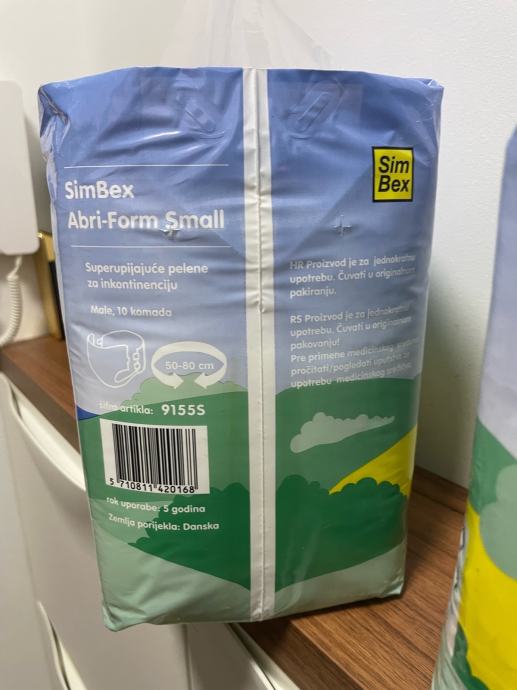 SimBex
Abri-Form Small
Superupijajuće pelene
za inkontinenciju
Male, 10 komada
50-80 cm
šifra artikla: 9155S
5 710811 420168
rok uporabe: 5 godina
Zemlja porijekla: Danska
Sim
Bex
HR Proizvod je za jednokratnu
upotrebu. Čuvati u originalnom
pakiranju.
RS Proizvod je za jednokratnu
upotrebu. Čuvati u originalnom
pakovanju!
Pre primene medicinskog sredstva
pročitati/pogledati uputstvo za
upotrebu medicinskog sredstva.